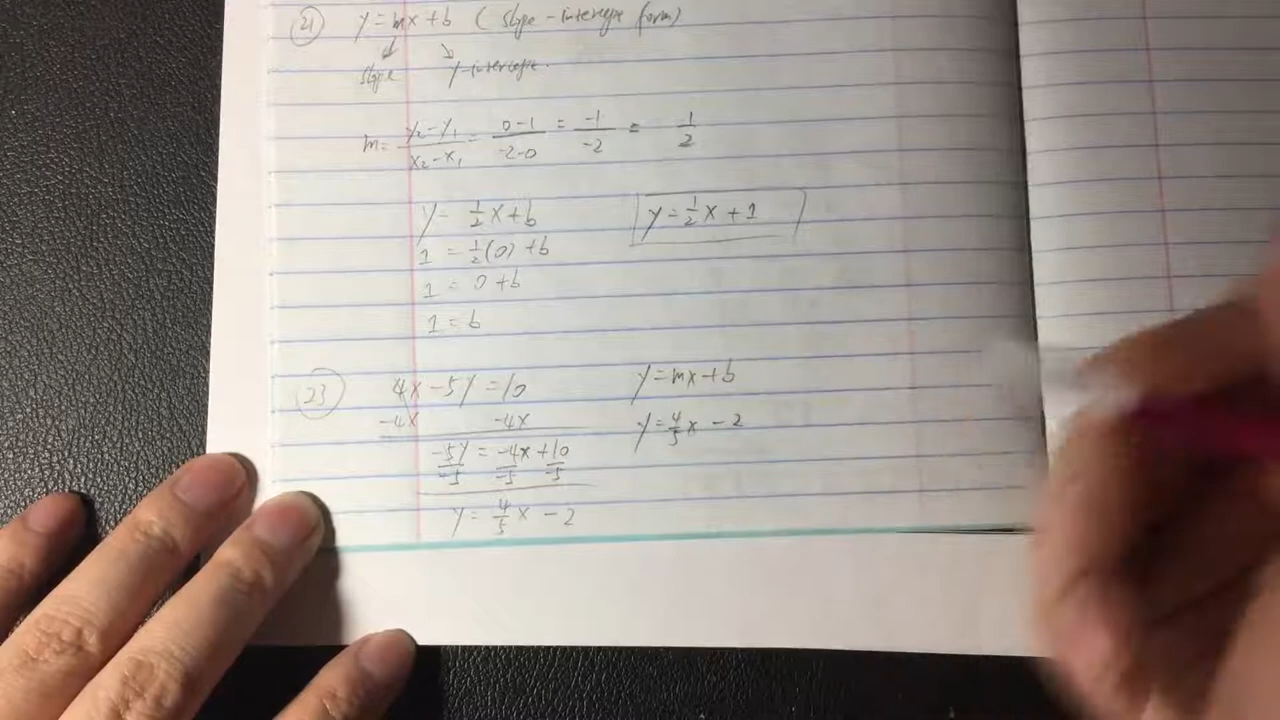 21 y = mx + b (slope-intercept form)
slope y-intercept.
m = y₂ - y₁ / x₂ - x₁ = 0 - 1 / -2 - 0 = -1 / -2 = 1/2
y = 1/2 x + b y = 1/2 x + 1
1 = 1/2 (0) + b
1 = 0 + b
1 = b
23 4x - 5y = 10 y = mx + b
-4x -4x y = 4/5 x - 2
-5y / -5 = -4x / -5 + 10 / -5
y = 4/5 x - 2